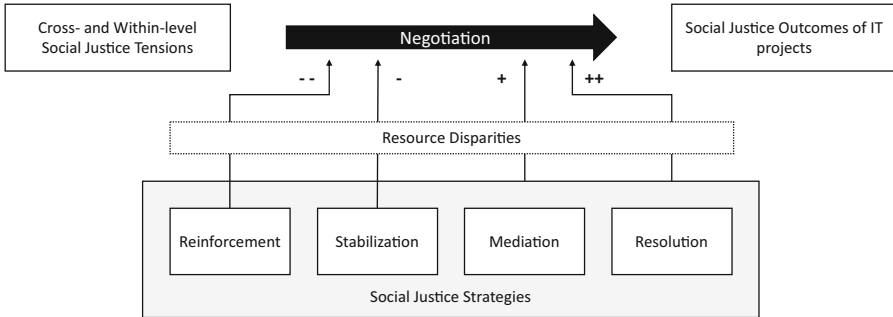 Cross- and Within-level
Social Justice Tensions
Negotiation
Social Justice Outcomes of IT
projects
--
-
+
++
Resource Disparities
Reinforcement
Stabilization
Mediation
Resolution
Social Justice Strategies